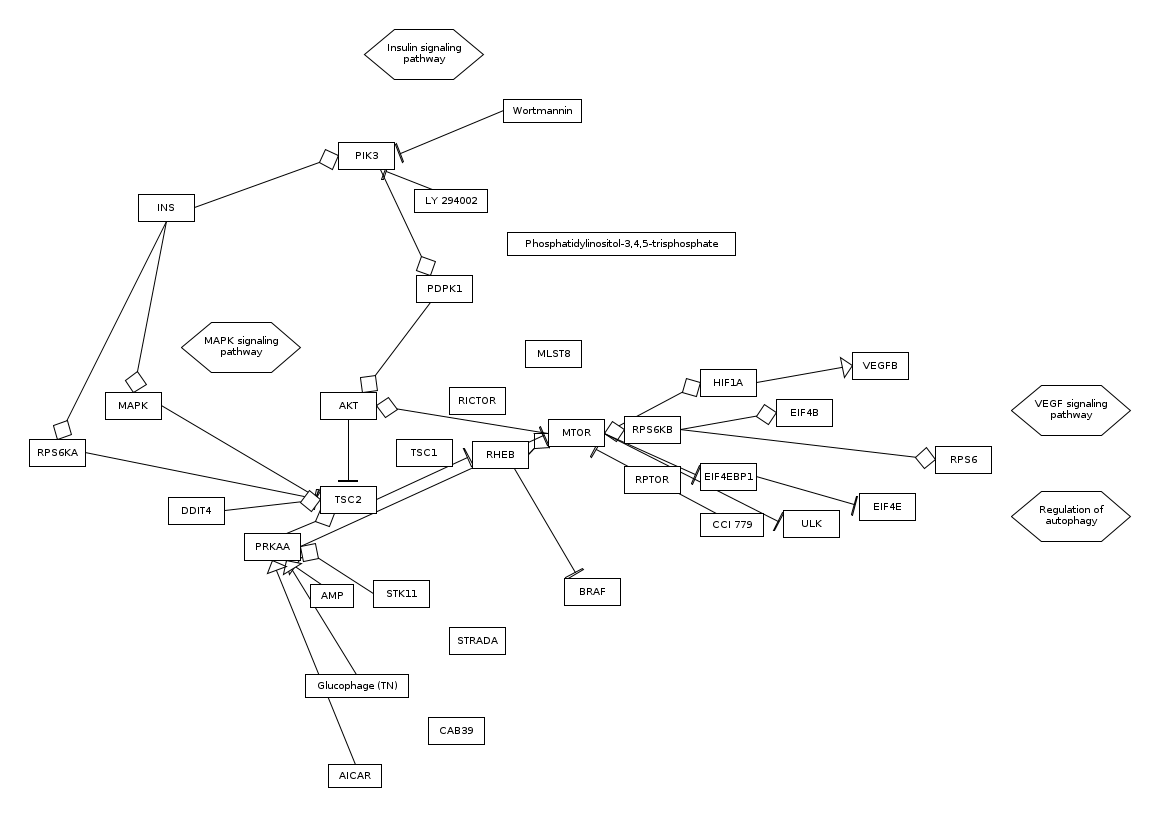 Insulin signaling
pathway
Wortmannin
PIK3
LY 294002
INS
Phosphatidylinositol-3,4,5-trisphosphate
PDPK1
MAPK signaling
pathway
MLST8
VEGFB
HIF1A
RICTOR
MAPK
AKT
EIF4B
VEGF signaling
pathway
MTOR
RPS6KB
RPS6KA
TSC1
RHEB
RPS6
RPTOR
EIF4EBP1
TSC2
DDIT4
EIF4E
CCI 779
ULK
Regulation of
autophagy
PRKAA
AMP
STK11
BRAF
STRADA
Glucophage (TN)
CAB39
AICAR